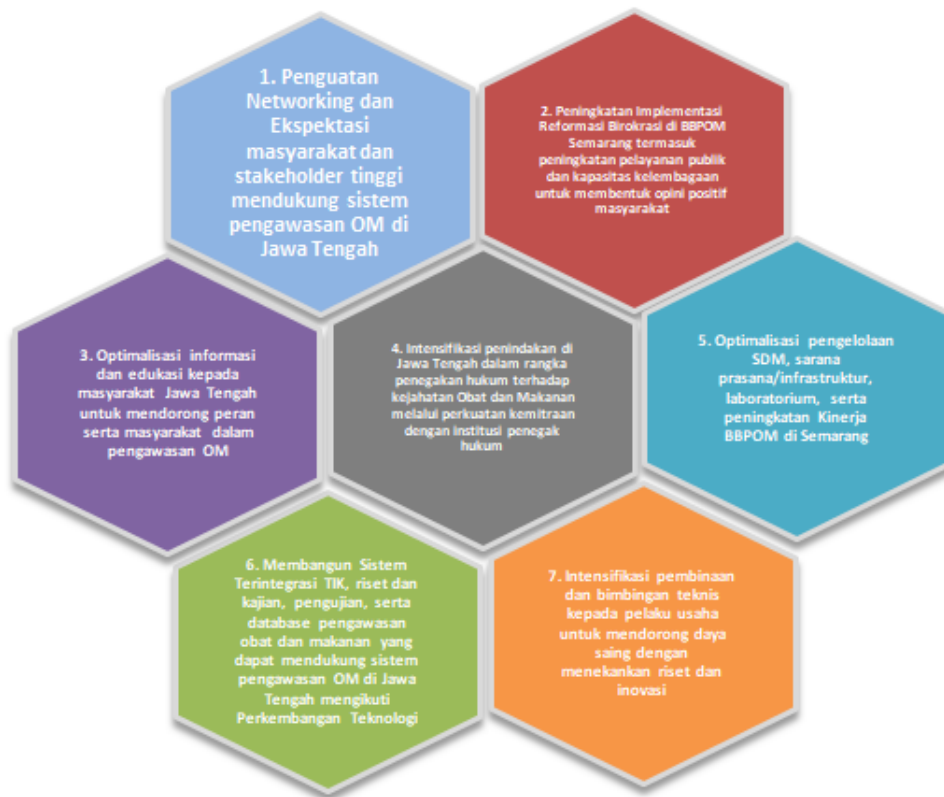 1. Penguatan
Networking dan
Ekspektasi
masyarakat dan
stakeholder tinggi
mendukung sistem
pengawasan OM di
Jawa Tengah
2. Peningkatan Implementasi
Reformasi Birokrasi di BBPOM
Semarang termasuk
peningkatan pelayanan publik
dan kapasitas kelembagaan
untuk membentuk opini positif
masyarakat
3. Optimalisasi informasi
dan edukasi kepada
masyarakat Jawa Tengah
untuk mendorong peran
serta masyarakat dalam
pengawasan OM
4. Intensifikasi penindakan di
Jawa Tengah dalam rangka
penegakan hukum terhadap
kejahatan Obat dan Makanan
melalui perkuatan kemitraan
dengan institusi penegak
hukum
5. Optimalisasi pengelolaan
SDM, sarana
prasana/infrastruktur,
laboratorium, serta
peningkatan Kinerja
BBPOM di Semarang
6. Membangun Sistem
Terintegrasi TIK, riset dan
kajian, pengujian, serta
database pengawasan
obat dan makanan yang
dapat mendukung sistem
pengawasan OM di Jawa
Tengah mengikuti
Perkembangan Teknologi
7. Intensifikasi pembinaan
dan bimbingan teknis
kepada pelaku usaha
untuk mendorong daya
saing dengan
menekankan riset dan
inovasi